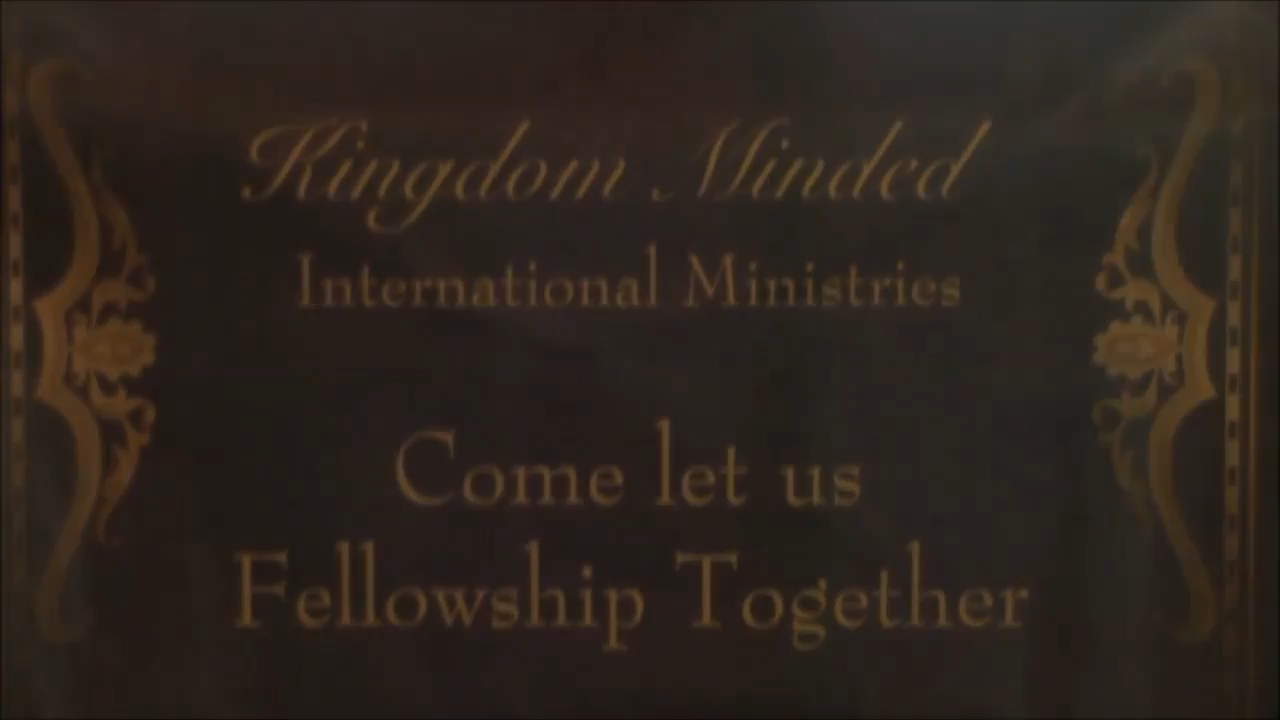 Kingdom Minded
International Ministries
Come let us
Fellowship Together